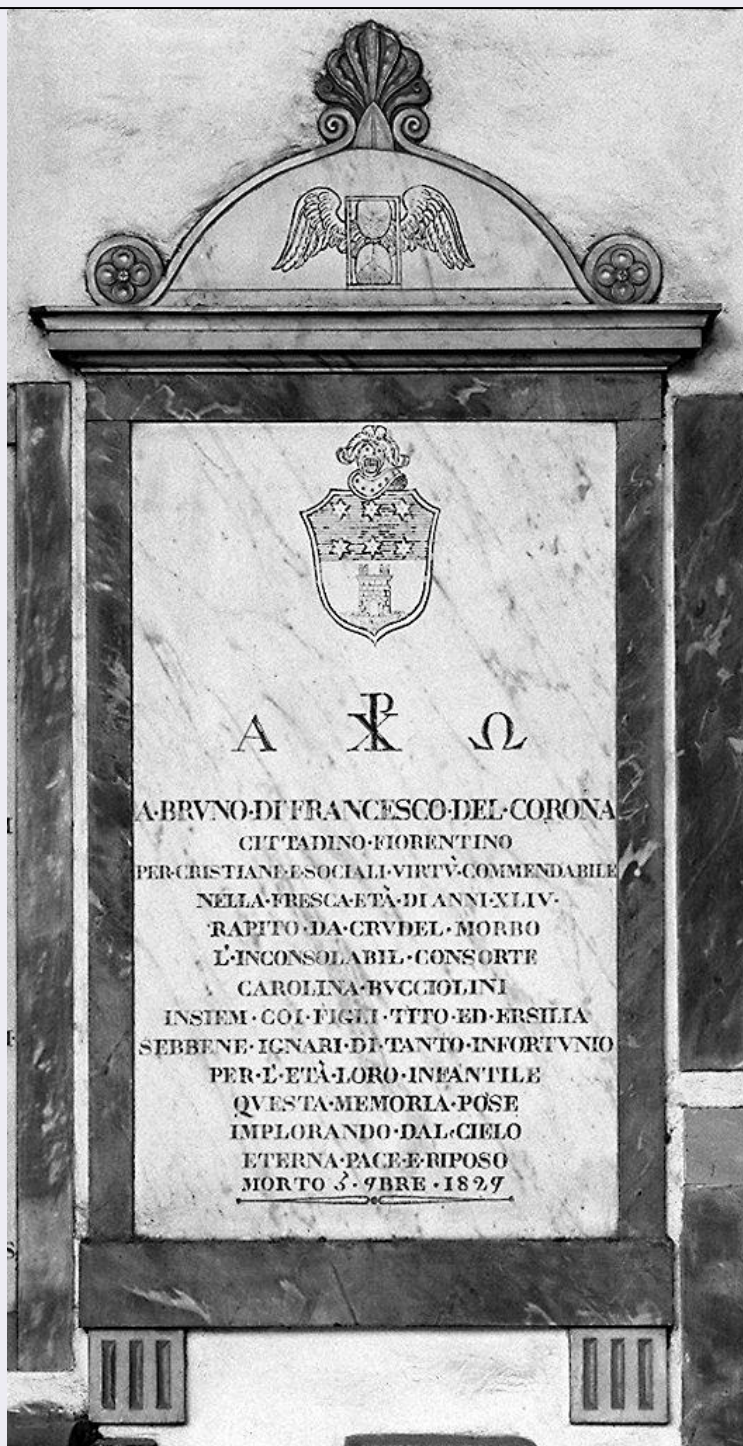 Α ☧ Ω
A·BRVNO·DI·FRANCESCO·DEL·CORONA
CITTADINO·FIORENTINO
PER·CRISTIANE·E·SOCIALI·VIRTV̀·COMMENDABILE
NELLA·FRESCA·ETÀ·DI ANNI·XLIV·
RAPITO·DA·CRVDEL·MORBO
L'·INCONSOLABIL·CONSORTE
CAROLINA·BVCCIOLINI
INSIEM·COI·FIGLI·TITO·ED·ERSILIA
SEBBENE·IGNARI·DI·TANTO·INFORTVNIO
PER·L'·ETÀ·LORO·INFANTILE
QVESTA·MEMORIA·POSE
IMPLORANDO·DAL·CIELO
ETERNA·PACE·E·RIPOSO
MORTO 9BRE·1829